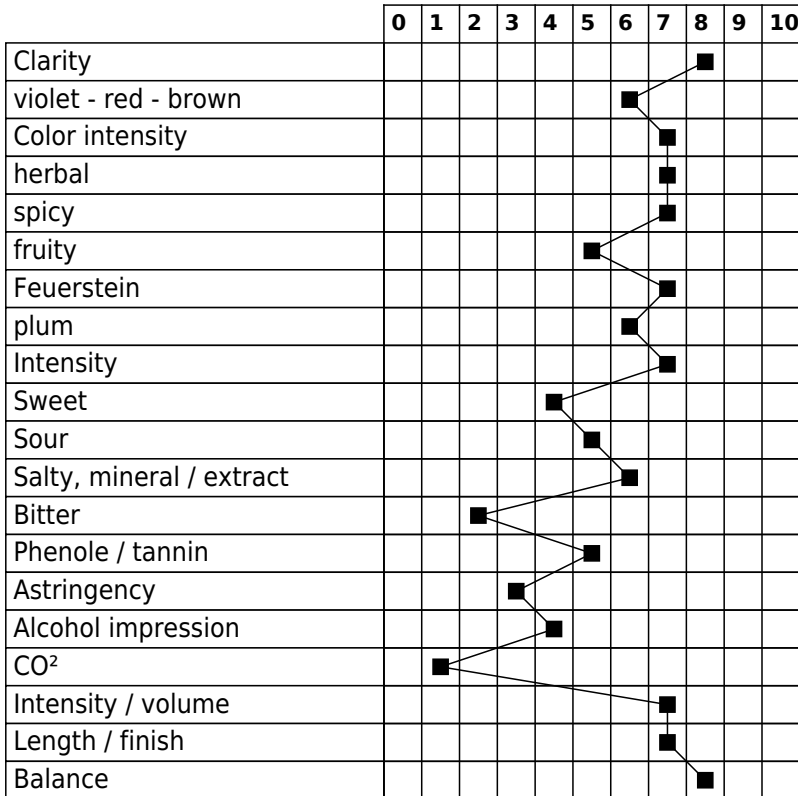 0 1 2 3 4 5 6 7 8 9 10
Clarity
violet - red - brown
Color intensity
herbal
spicy
fruity
Feuerstein
plum
Intensity
Sweet
Sour
Salty, mineral / extract
Bitter
Phenole / tannin
Astringency
Alcohol impression
CO²
Intensity / volume
Length / finish
Balance